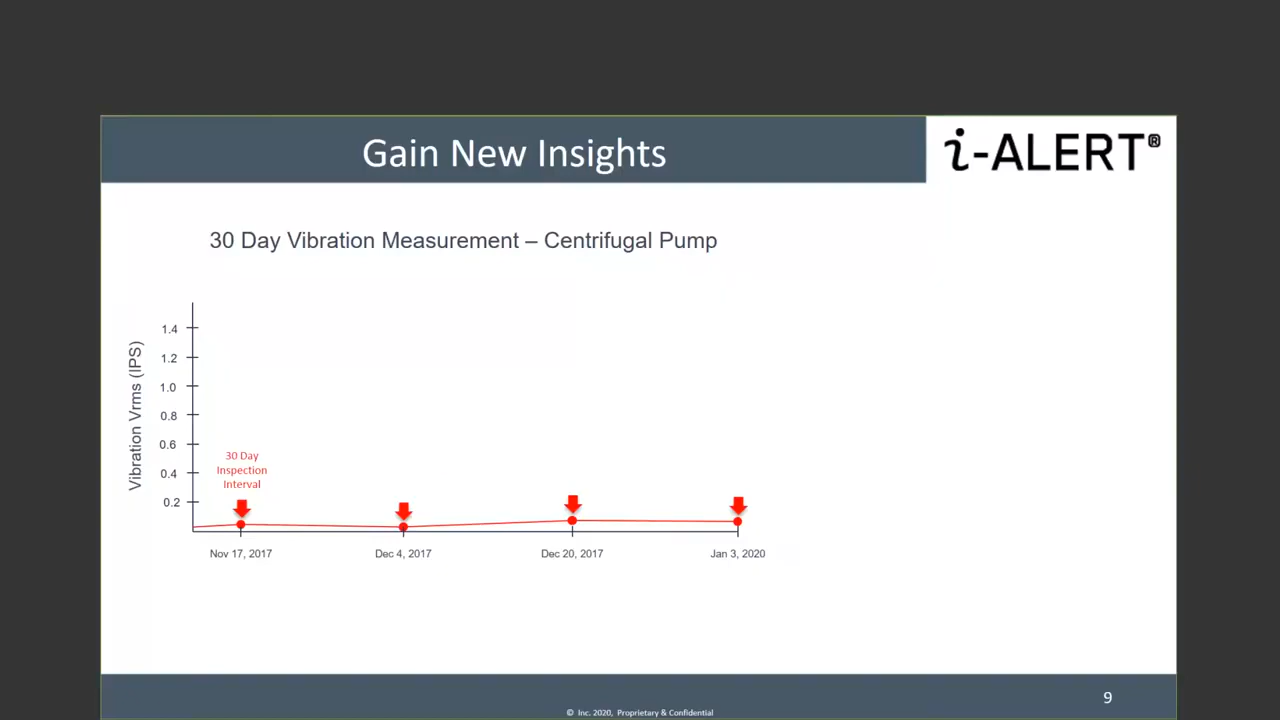 Gain New Insights
i-ALERT®
30 Day Vibration Measurement – Centrifugal Pump
Vibration Vrms (IPS)
1.4
1.2
1.0
0.8
0.6
0.4
0.2
30 Day
Inspection
Interval
Nov 17, 2017
Dec 4, 2017
Dec 20, 2017
Jan 3, 2020
9
© Inc. 2020, Proprietary & Confidential